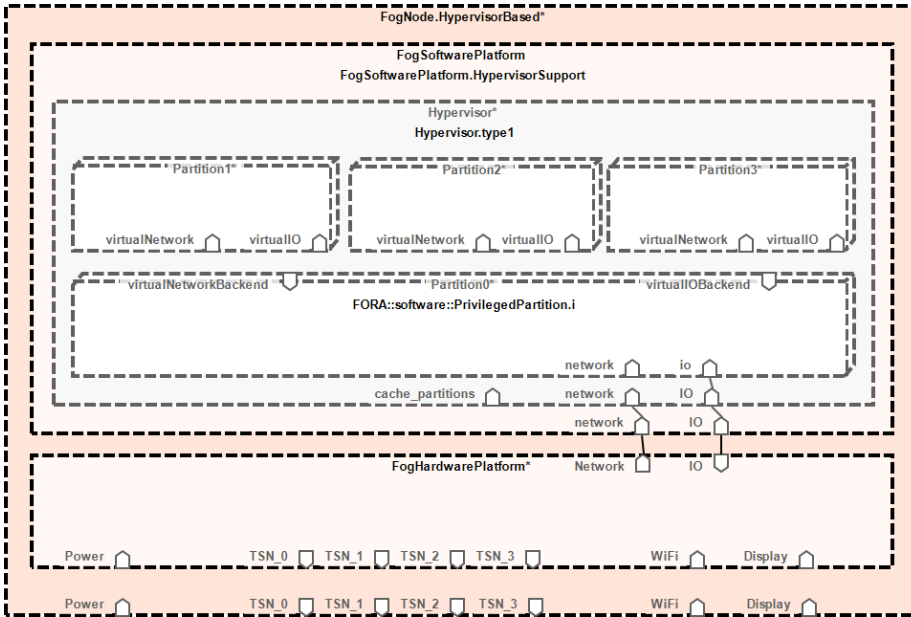 FogNode.HypervisorBased*
FogSoftwarePlatform
FogSoftwarePlatform.HypervisorSupport
Hypervisor*
Hypervisor.type1
Partition1* Partition2* Partition3*
virtualNetwork virtualIO virtualNetwork virtualIO virtualNetwork virtualIO
virtualNetworkBackend Partition0* virtualIOBackend
FORA::software::PrivilegedPartition.i
network io
cache_partitions network IO
network IO
FogHardwarePlatform* Network IO
Power TSN_0 TSN_1 TSN_2 TSN_3 WiFi Display
Power TSN_0 TSN_1 TSN_2 TSN_3 WiFi Display